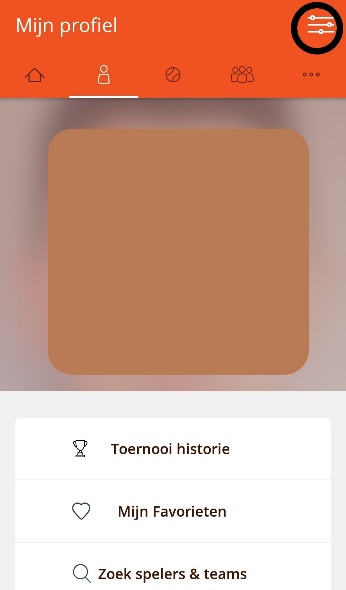 Mijn profiel
Toernooi historie
Mijn Favorieten
Zoek spelers & teams